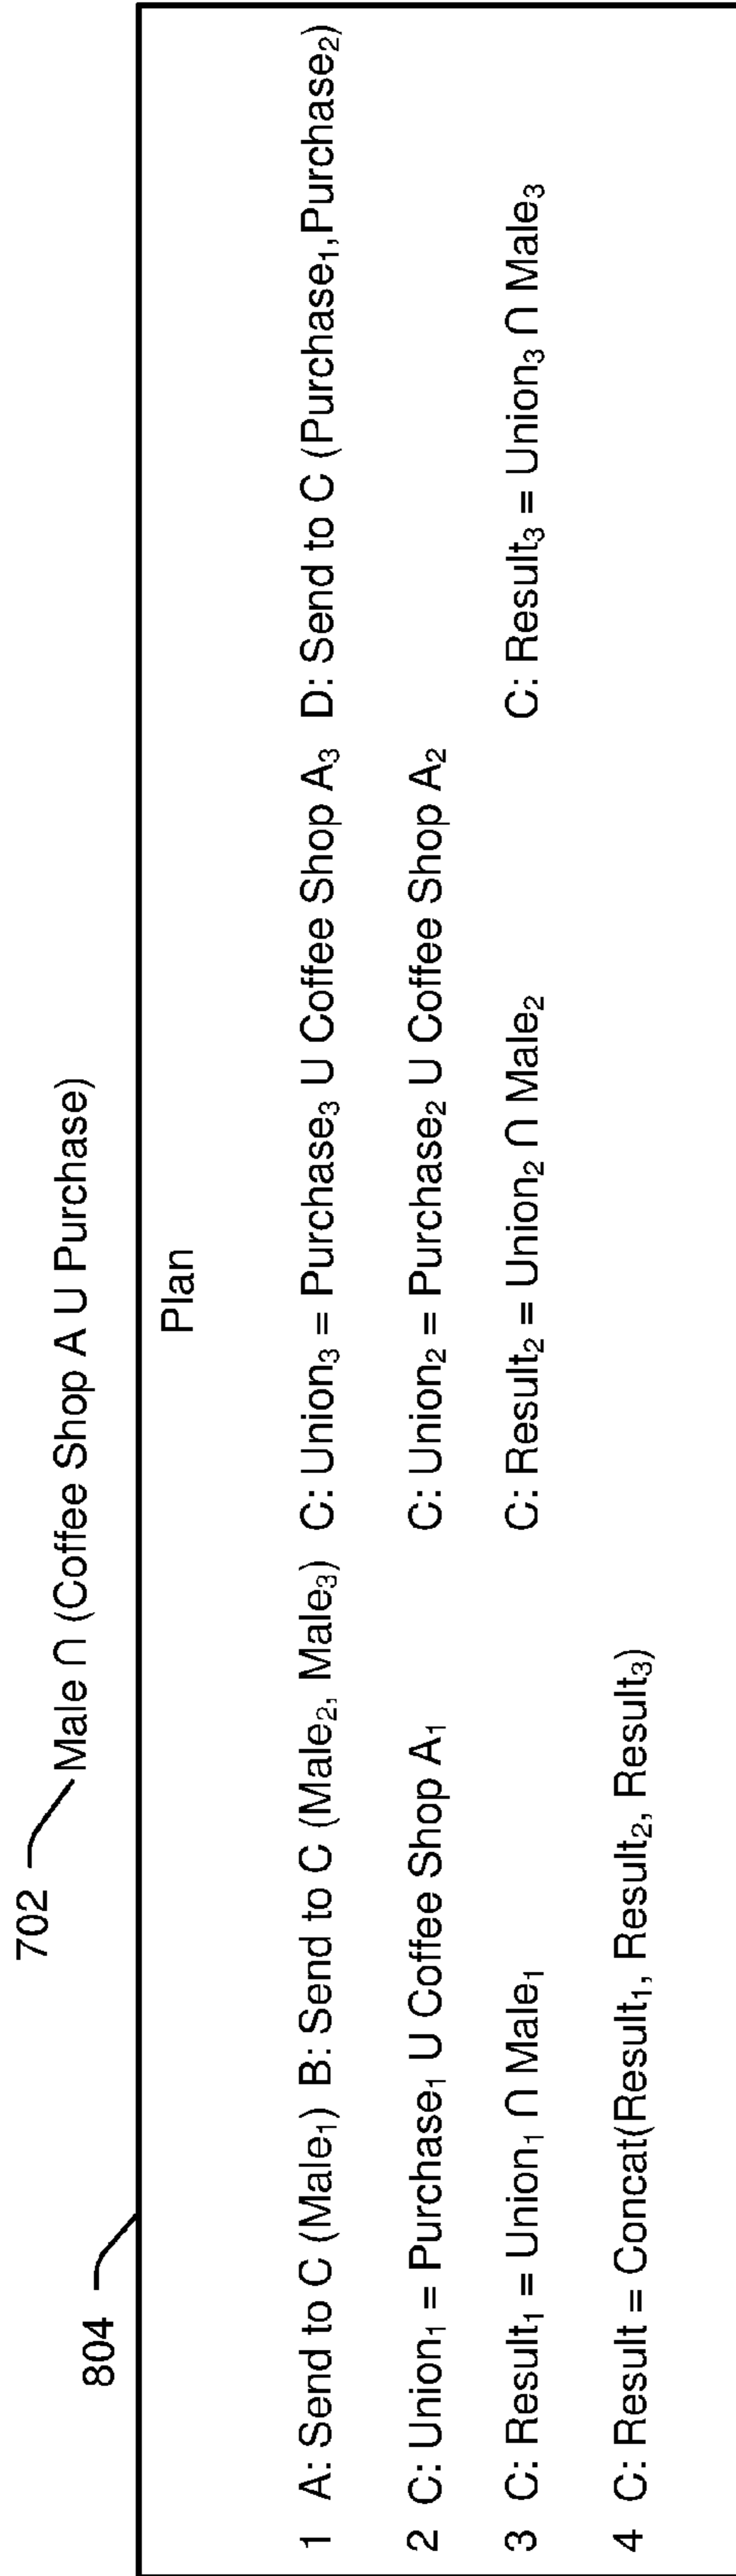 702
Male ∩ (Coffee Shop A U Purchase)
804
Plan
1 A: Send to C (Male₁) B: Send to C (Male₂, Male₃) C: Union₃ = Purchase₃ U Coffee Shop A₃ D: Send to C (Purchase₁,Purchase₂)
2 C: Union₁ = Purchase₁ U Coffee Shop A₁ C: Union₂ = Purchase₂ U Coffee Shop A₂
3 C: Result₁ = Union₁ ∩ Male₁ C: Result₂ = Union₂ ∩ Male₂ C: Result₃ = Union₃ ∩ Male₃
4 C: Result = Concat(Result₁, Result₂, Result₃)